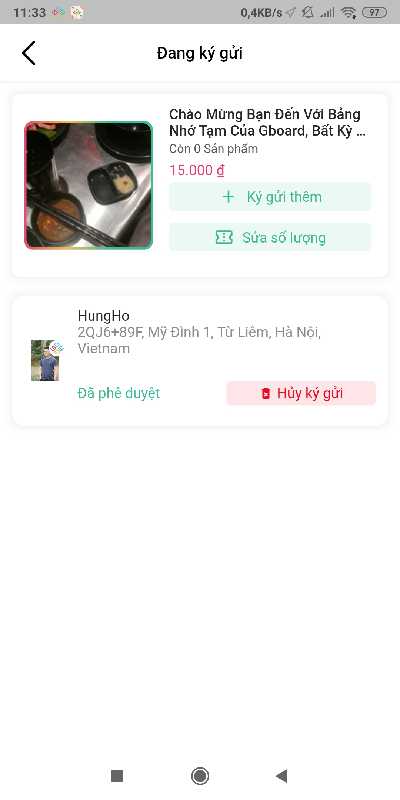 11:33
0,4KB/s
97
Đang ký gửi
Chào Mừng Bạn Đến Với Bảng
Nhớ Tạm Của Gboard, Bất Kỳ ...
Còn 0 Sản phẩm
15.000 ₫
Ký gửi thêm
Sửa số lượng
HungHo
2QJ6+89F, Mỹ Đình 1, Từ Liêm, Hà Nội,
Vietnam
Đã phê duyệt
Hủy ký gửi